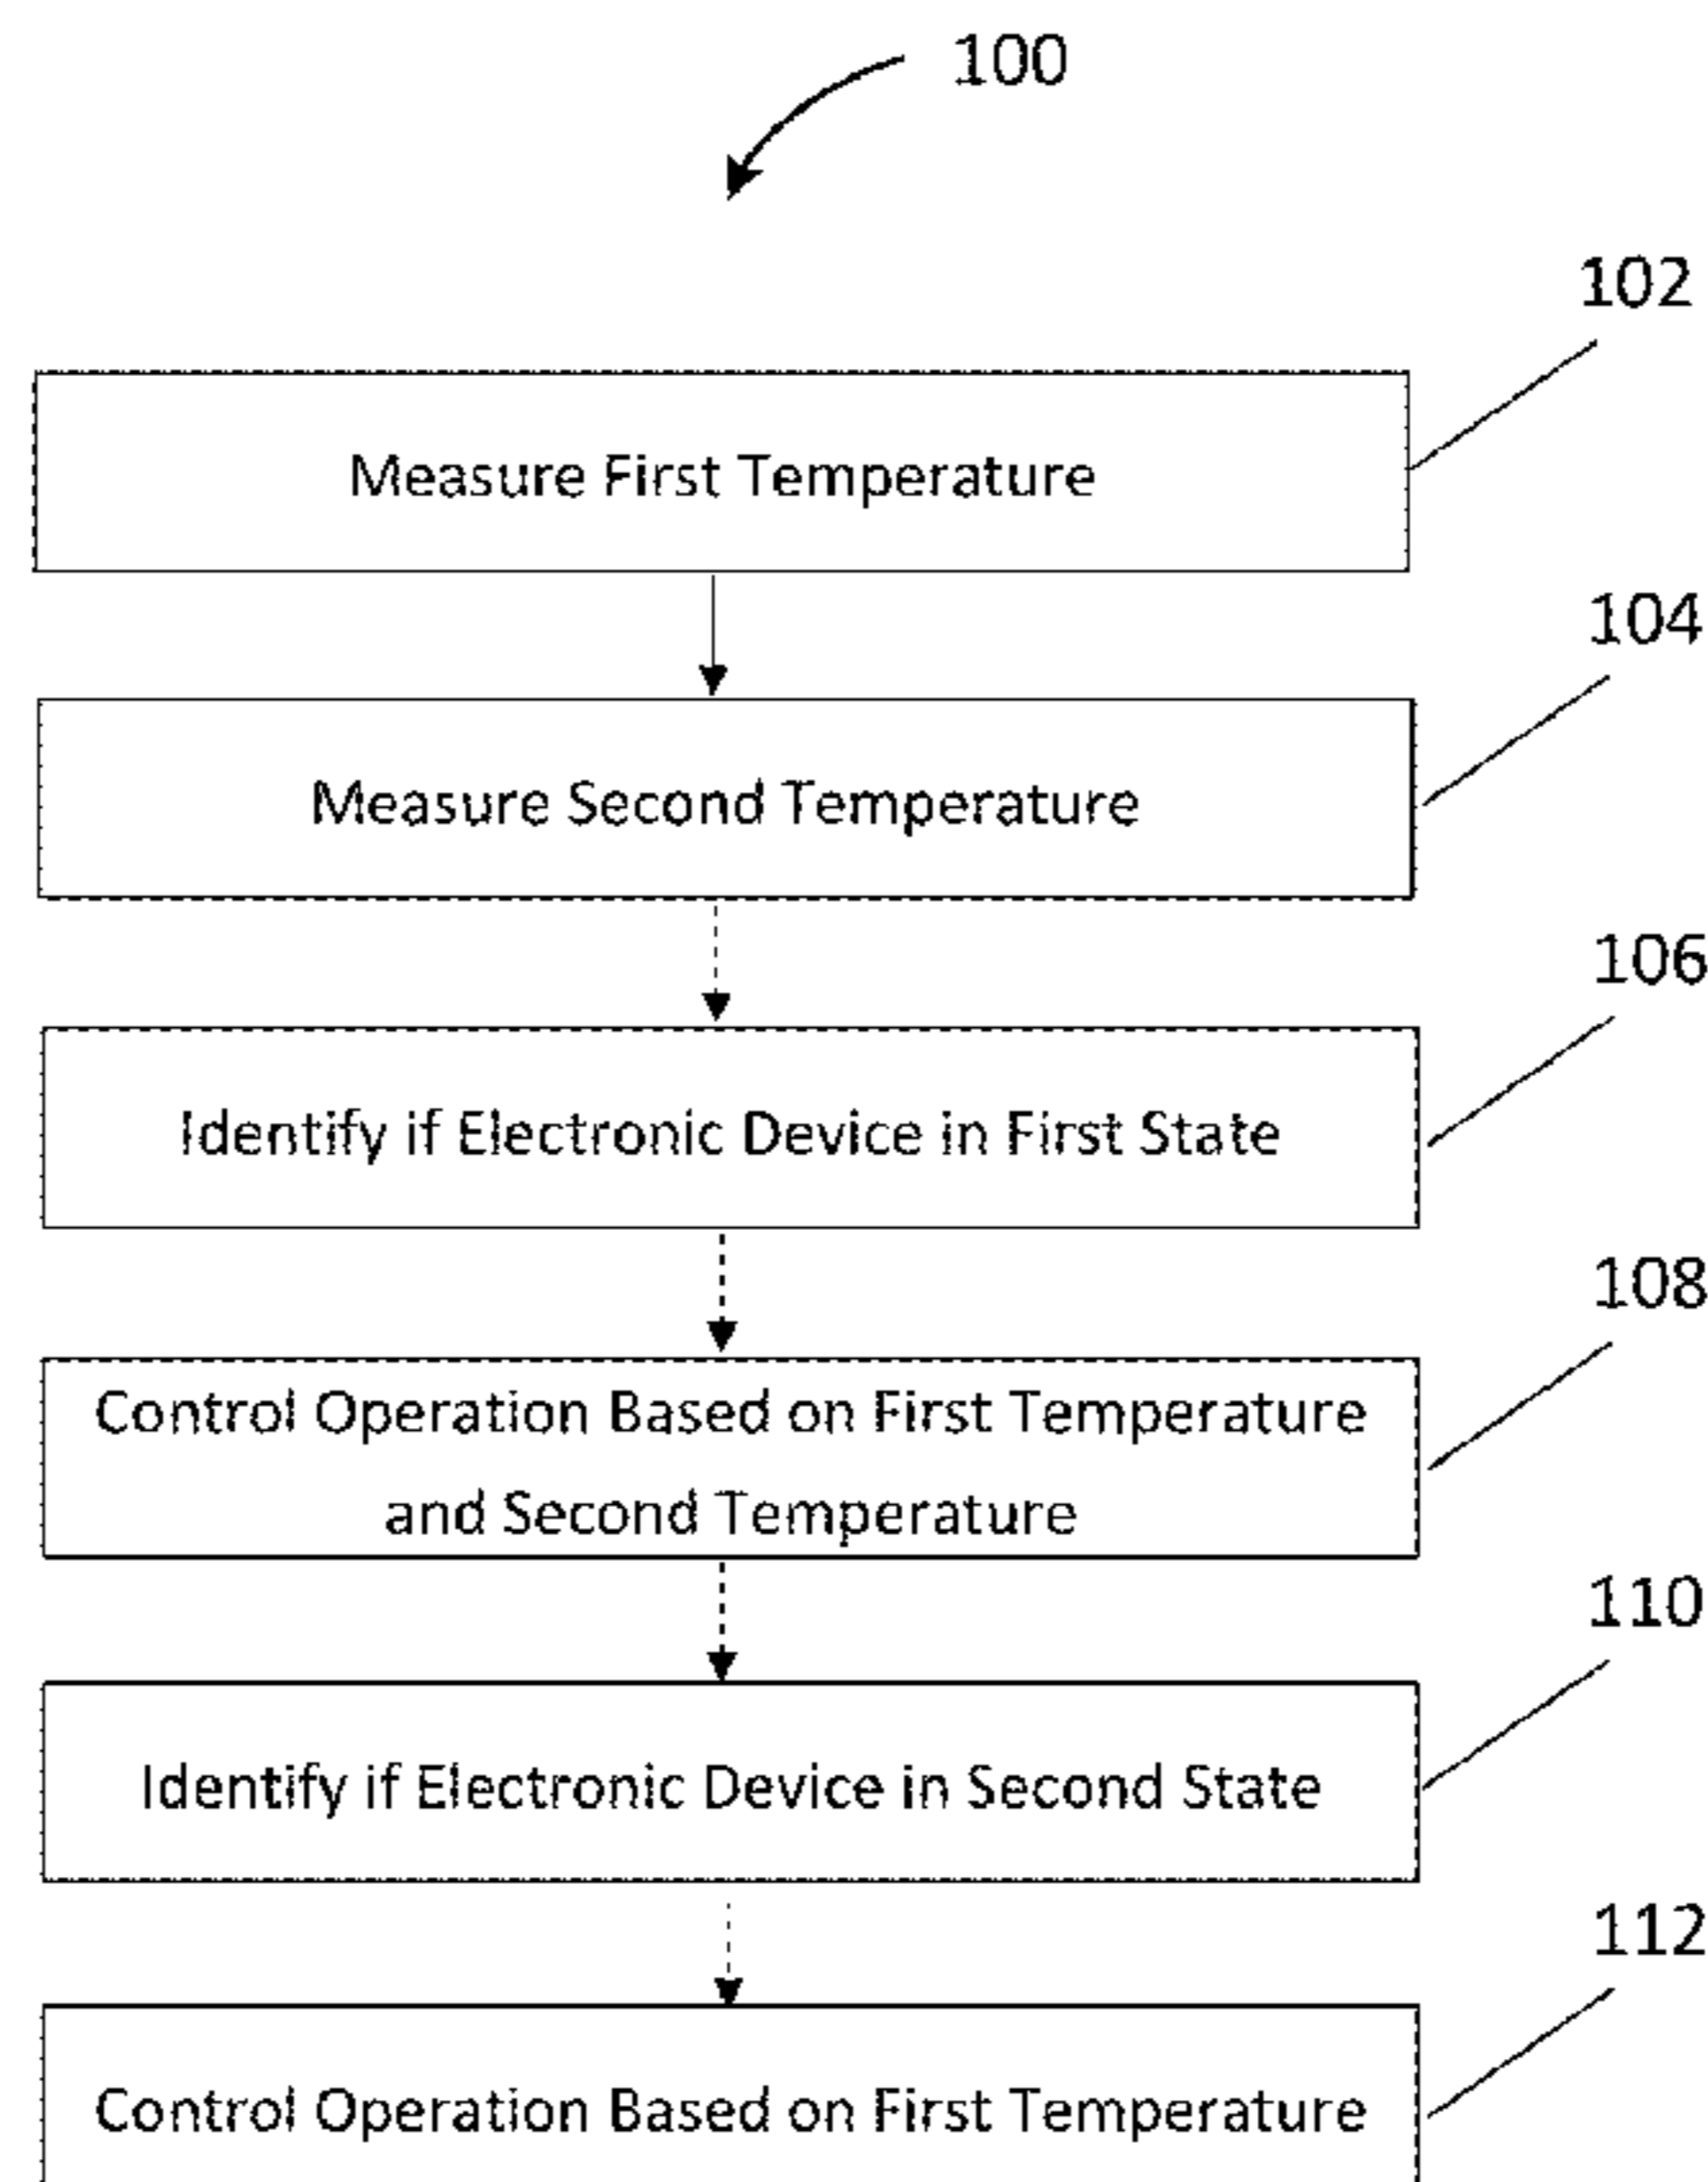 100
102
Measure First Temperature
104
Measure Second Temperature
106
Identify if Electronic Device in First State
108
Control Operation Based on First Temperature
and Second Temperature
110
Identify if Electronic Device in Second State
112
Control Operation Based on First Temperature